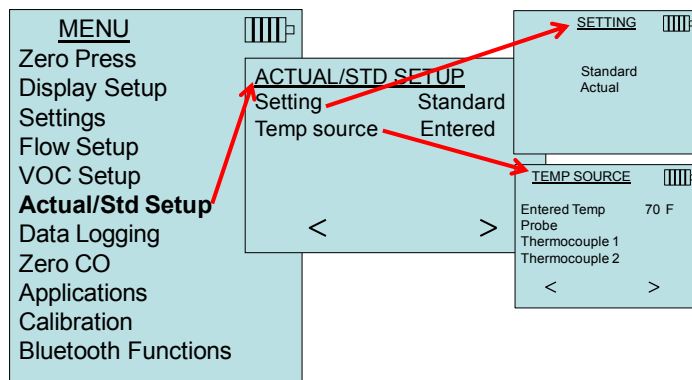 MENU
Zero Press
Display Setup
Settings
Flow Setup
VOC Setup
Actual/Std Setup
Data Logging
Zero CO
Applications
Calibration
Bluetooth Functions
ACTUAL/STD SETUP
Setting Standard
Temp source Entered
< >
SETTING
Standard
Actual
TEMP SOURCE
Entered Temp 70 F
Probe
Thermocouple 1
Thermocouple 2
< >